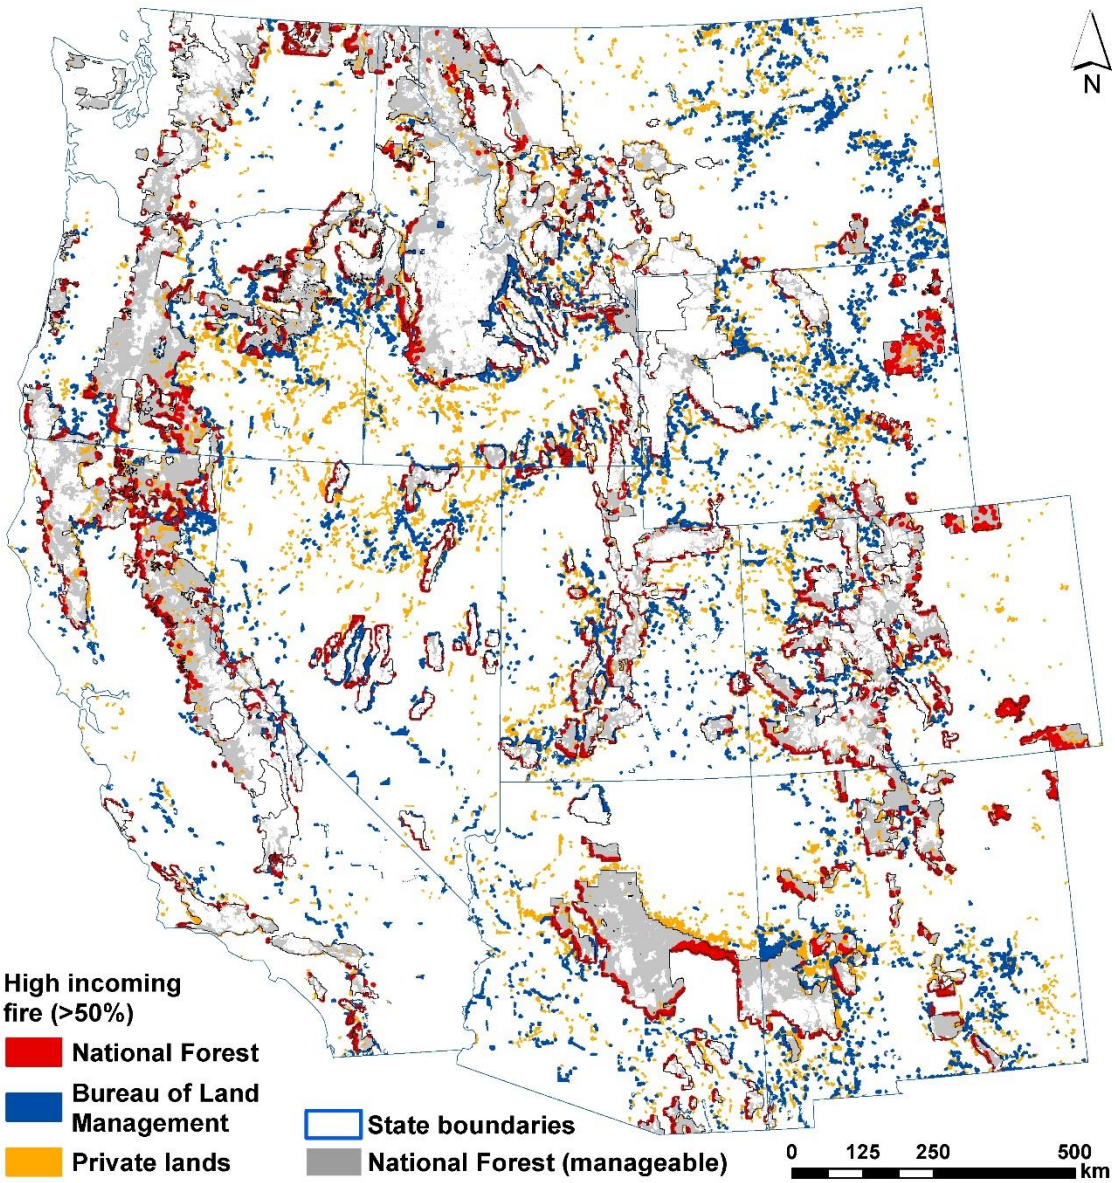 N
High incoming
fire (>50%)
National Forest
Bureau of Land
Management
Private lands
State boundaries
National Forest (manageable)
0 125 250 500
km